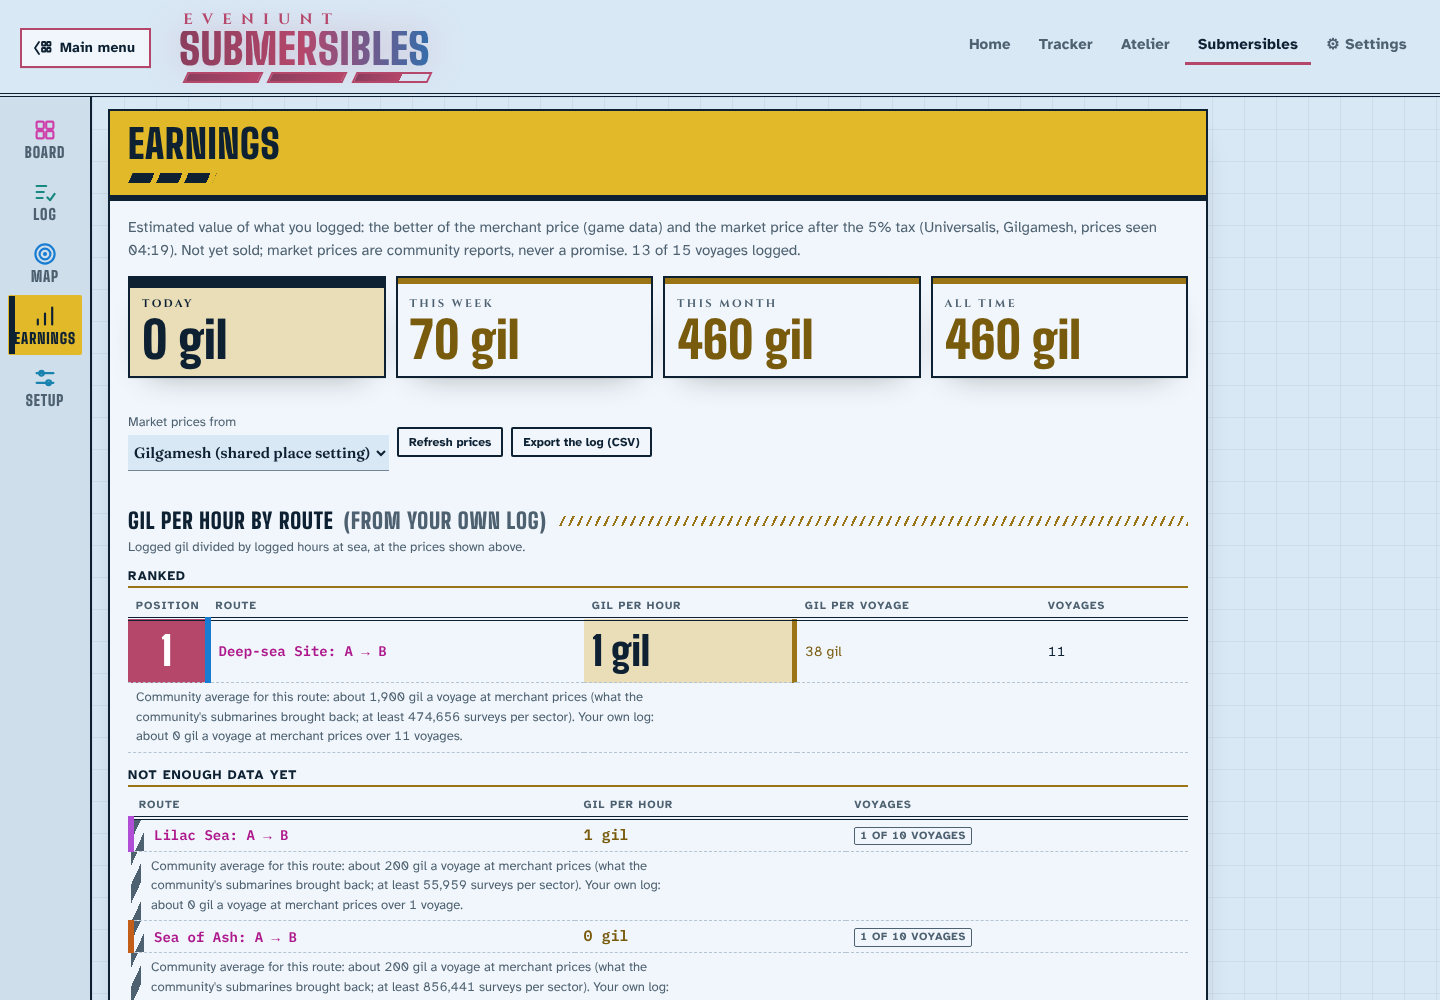 Main menu
EVENIUNT
SUBMERSIBLES
Home
Tracker
Atelier
Submersibles
⚙ Settings
BOARD
LOG
MAP
EARNINGS
SETUP
EARNINGS
Estimated value of what you logged: the better of the merchant price (game data) and the market price after the 5% tax (Universalis, Gilgamesh, prices seen
04:19). Not yet sold; market prices are community reports, never a promise. 13 of 15 voyages logged.
TODAY
0 gil
THIS WEEK
70 gil
THIS MONTH
460 gil
ALL TIME
460 gil
Market prices from
Gilgamesh (shared place setting)
Refresh prices
Export the log (CSV)
GIL PER HOUR BY ROUTE (FROM YOUR OWN LOG)
Logged gil divided by logged hours at sea, at the prices shown above.
RANKED
POSITION ROUTE GIL PER HOUR GIL PER VOYAGE VOYAGES
1 Deep-sea Site: A → B 1 gil 38 gil 11
Community average for this route: about 1,900 gil a voyage at merchant prices (what the
community's submarines brought back; at least 474,656 surveys per sector). Your own log:
about 0 gil a voyage at merchant prices over 11 voyages.
NOT ENOUGH DATA YET
ROUTE GIL PER HOUR VOYAGES
Lilac Sea: A → B 1 gil 1 OF 10 VOYAGES
Community average for this route: about 200 gil a voyage at merchant prices (what the
community's submarines brought back; at least 55,959 surveys per sector). Your own log:
about 0 gil a voyage at merchant prices over 1 voyage.
Sea of Ash: A → B 0 gil 1 OF 10 VOYAGES
Community average for this route: about 200 gil a voyage at merchant prices (what the
community's submarines brought back; at least 856,441 surveys per sector). Your own log: